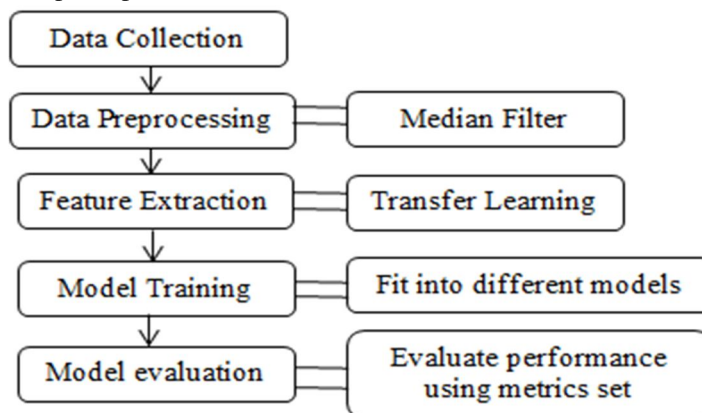 Data Collection
Data Preprocessing
Median Filter
Feature Extraction
Transfer Learning
Model Training
Fit into different models
Model evaluation
Evaluate performance
using metrics set